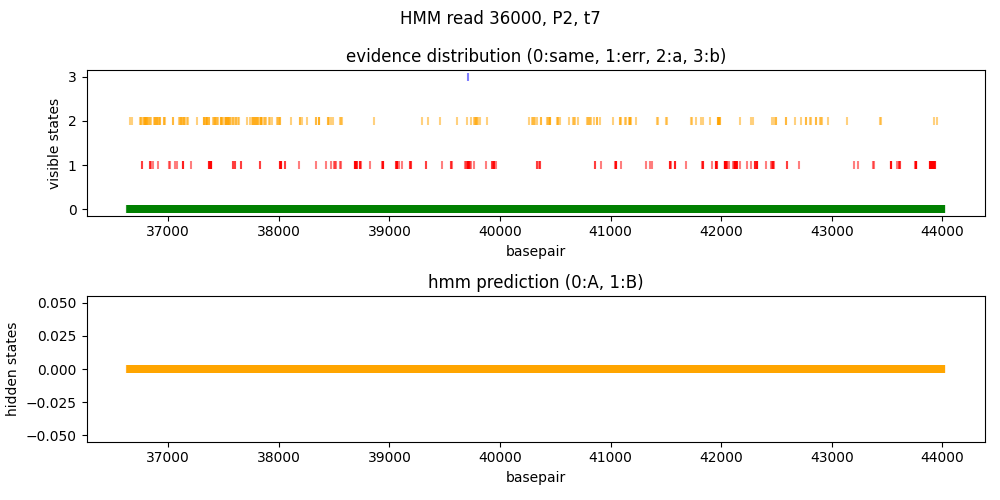 HMM read 36000, P2, t7
evidence distribution (0:same, 1:err, 2:a, 3:b)
visible states
3
2
1
0
37000 38000 39000 40000 41000 42000 43000 44000
basepair
hmm prediction (0:A, 1:B)
hidden states
0.050
0.025
0.000
−0.025
−0.050
37000 38000 39000 40000 41000 42000 43000 44000
basepair